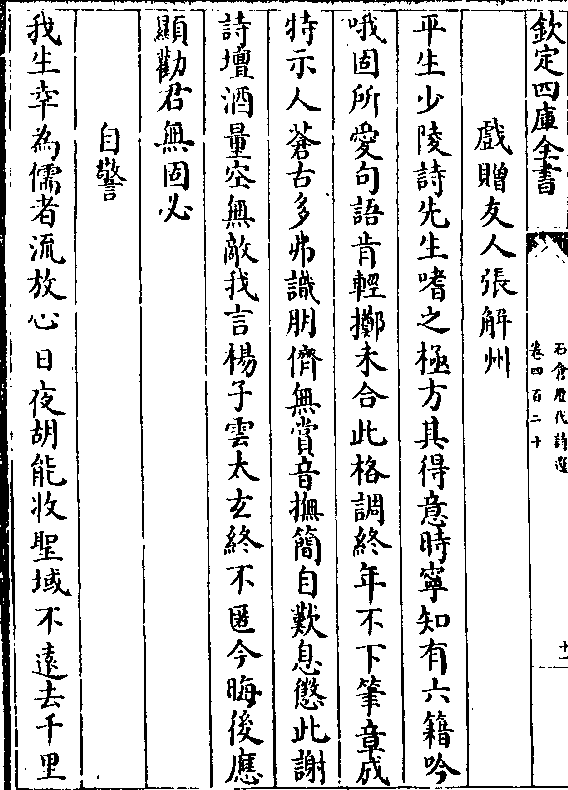 欽定四庫全書
石倉歷代詩選
卷四百二十
十一
戲贈友人張解州
平生少陵詩先生嗜之極方其得意時寧知有六籍吟
哦固所愛句語肯輕擲未合此格調終年不下筆章成
特示人蒼古多弗識朋儕無賞音撫簡自歎息懲此謝
詩壇酒量空無敵我言楊子雲太玄終不匿今晦後應
顯勸君無固必
自警
我生幸為儒者流放心日夜胡能收聖域不遠去千里